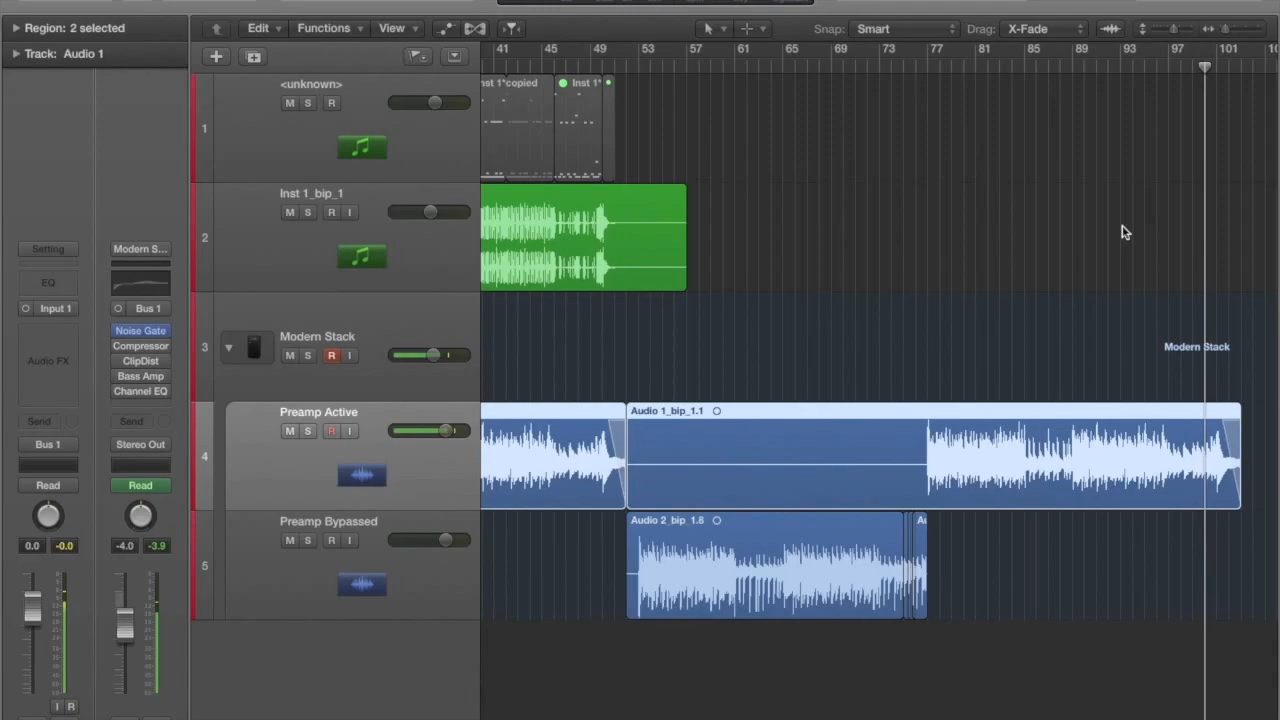 Region: 2 selected
Edit Functions View Snap: Smart Drag: X-Fade
Track: Audio 1
41 45 49 53 57 61 65 69 73 77 81 85 89 93 97 101
<unknown>
M S R
1
Inst 1*copied
Inst 1*
Inst 1_bip_1
M S R I
2
Modern Stack
M S R I
3
Modern Stack
Preamp Active
M S R I
4
Audio 1_bip_1.1
Preamp Bypassed
M S R I
5
Audio 2_bip_1.8
Au
Setting Modern S...
EQ
Input 1 Bus 1
Audio FX
Noise Gate
Compressor
ClipDist
Bass Amp
Channel EQ
Send Send
Bus 1 Stereo Out
Read Read
0.0 -0.0 -4.0 -3.9
I R